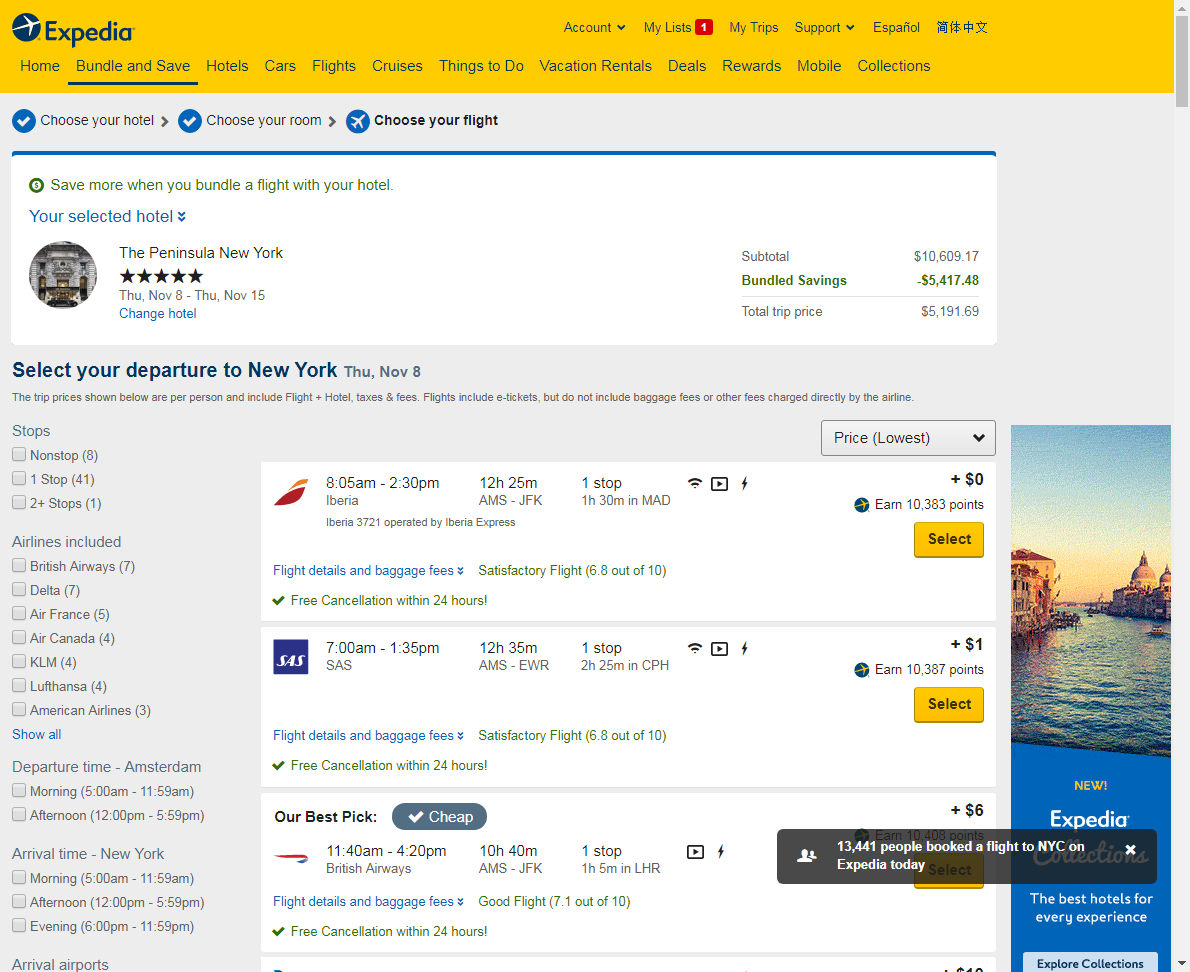 Expedia
Account
My Lists 1
My Trips
Support
Español
简体中文
Home
Bundle and Save
Hotels
Cars
Flights
Cruises
Things to Do
Vacation Rentals
Deals
Rewards
Mobile
Collections
Choose your hotel
Choose your room
Choose your flight
Save more when you bundle a flight with your hotel.
Your selected hotel
The Peninsula New York
Thu, Nov 8 - Thu, Nov 15
Change hotel
Subtotal $10,609.17
Bundled Savings -$5,417.48
Total trip price $5,191.69
Select your departure to New York Thu, Nov 8
The trip prices shown below are per person and include Flight + Hotel, taxes & fees. Flights include e-tickets, but do not include baggage fees or other fees charged directly by the airline.
Stops
Nonstop (8)
1 Stop (41)
2+ Stops (1)
Airlines included
British Airways (7)
Delta (7)
Air France (5)
Air Canada (4)
KLM (4)
Lufthansa (4)
American Airlines (3)
Show all
Departure time - Amsterdam
Morning (5:00am - 11:59am)
Afternoon (12:00pm - 5:59pm)
Arrival time - New York
Morning (5:00am - 11:59am)
Afternoon (12:00pm - 5:59pm)
Evening (6:00pm - 11:59pm)
Arrival airports
Price (Lowest)
8:05am - 2:30pm 12h 25m 1 stop + $0
Iberia AMS - JFK 1h 30m in MAD
Earn 10,383 points
Iberia 3721 operated by Iberia Express
Select
Flight details and baggage fees Satisfactory Flight (6.8 out of 10)
Free Cancellation within 24 hours!
SAS
7:00am - 1:35pm 12h 35m 1 stop + $1
SAS AMS - EWR 2h 25m in CPH
Earn 10,387 points
Select
Flight details and baggage fees Satisfactory Flight (6.8 out of 10)
Free Cancellation within 24 hours!
Our Best Pick: Cheap + $6
Earn 10,408 points
11:40am - 4:20pm 10h 40m 1 stop
British Airways AMS - JFK 1h 5m in LHR
Select
Flight details and baggage fees Good Flight (7.1 out of 10)
Free Cancellation within 24 hours!
13,441 people booked a flight to NYC on
Expedia today
NEW!
Expedia
Collections
The best hotels for
every experience
Explore Collections